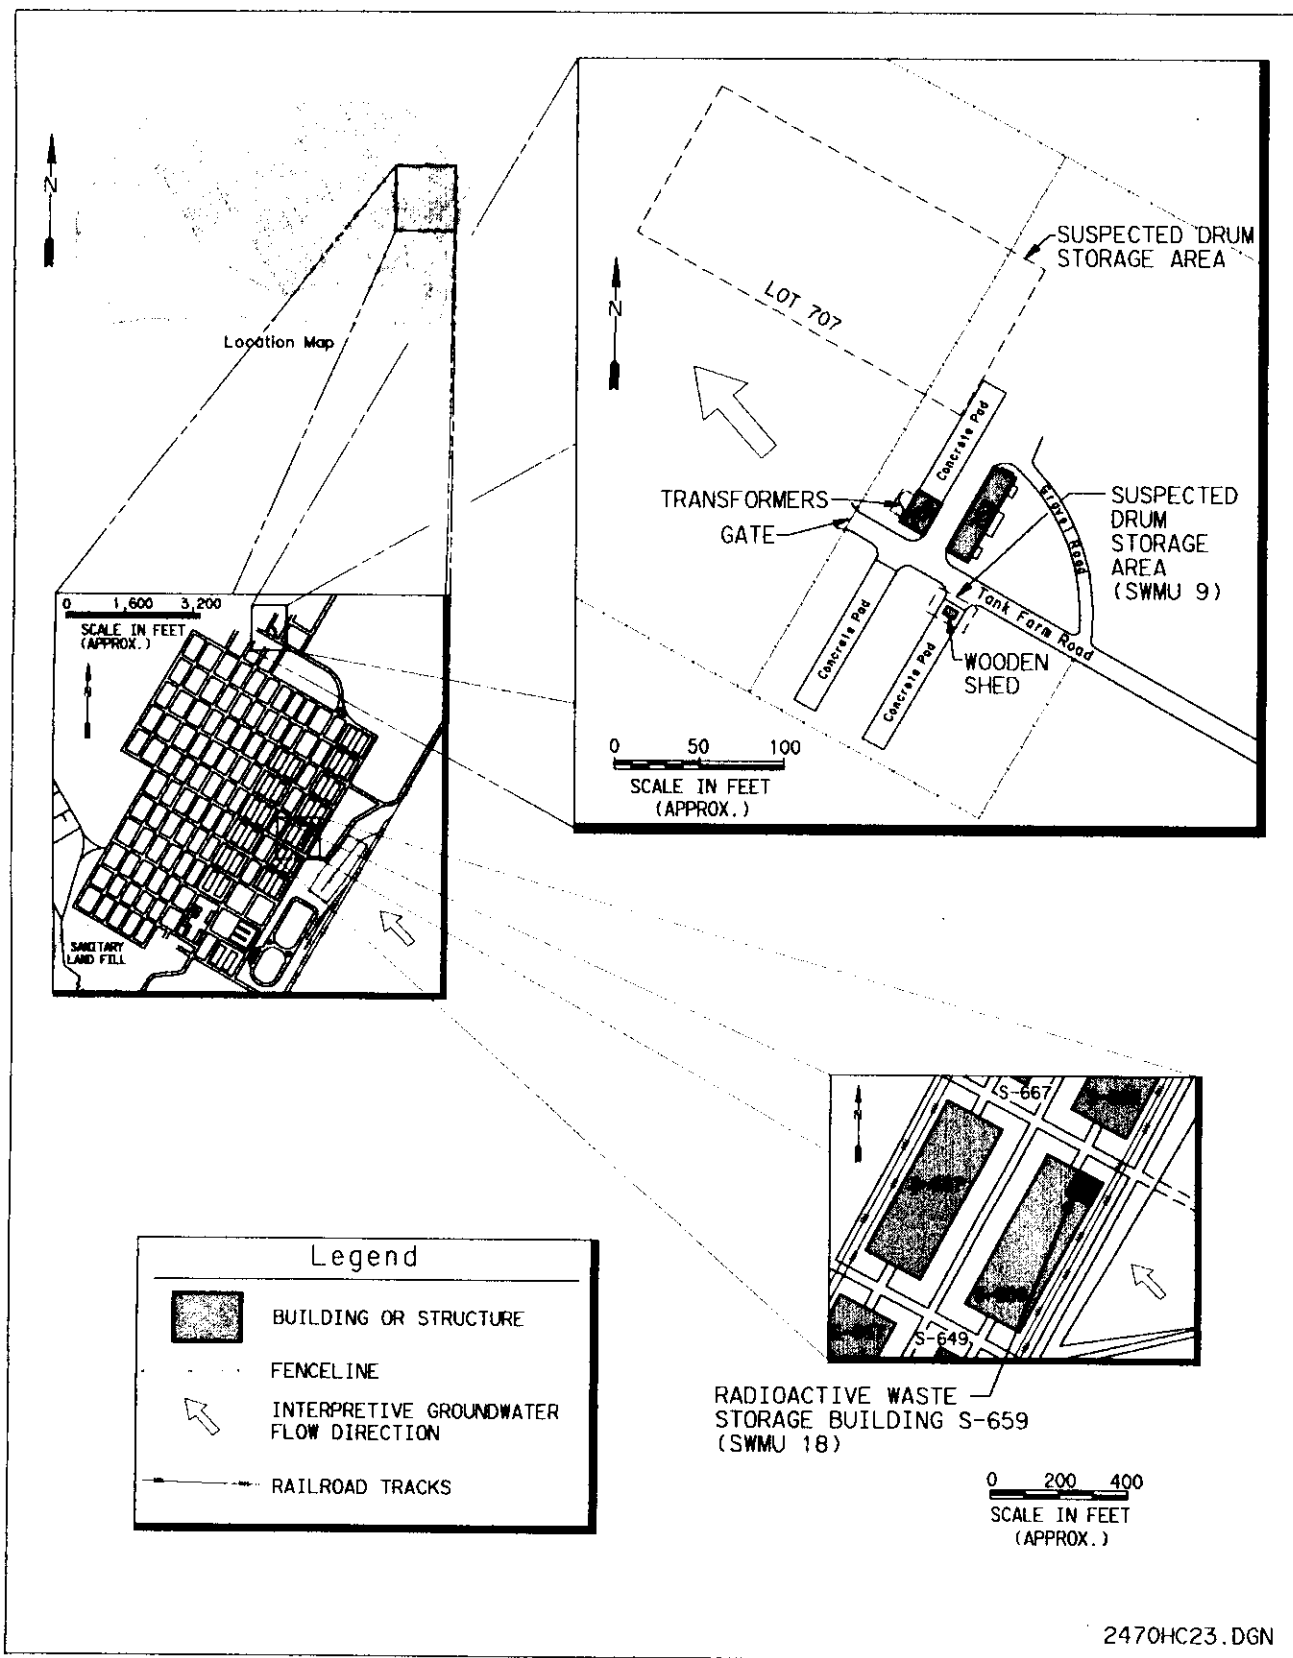 N
Location Map
SUSPECTED DRUM
STORAGE AREA
LOT 707
N
Concrete Pad
TRANSFORMERS
GATE
Gravel Road
SUSPECTED
DRUM
STORAGE
AREA
(SWMU 9)
Tank Farm Road
Concrete Pad
Concrete Pad
WOODEN
SHED
0 50 100
SCALE IN FEET
(APPROX.)
0 1,600 3,200
SCALE IN FEET
(APPROX.)
N
SANITARY
LAND FILL
N
S-667
S-649
RADIOACTIVE WASTE
STORAGE BUILDING S-659
(SWMU 18)
0 200 400
SCALE IN FEET
(APPROX.)
Legend
BUILDING OR STRUCTURE
FENCELINE
INTERPRETIVE GROUNDWATER
FLOW DIRECTION
RAILROAD TRACKS
2470HC23.DGN